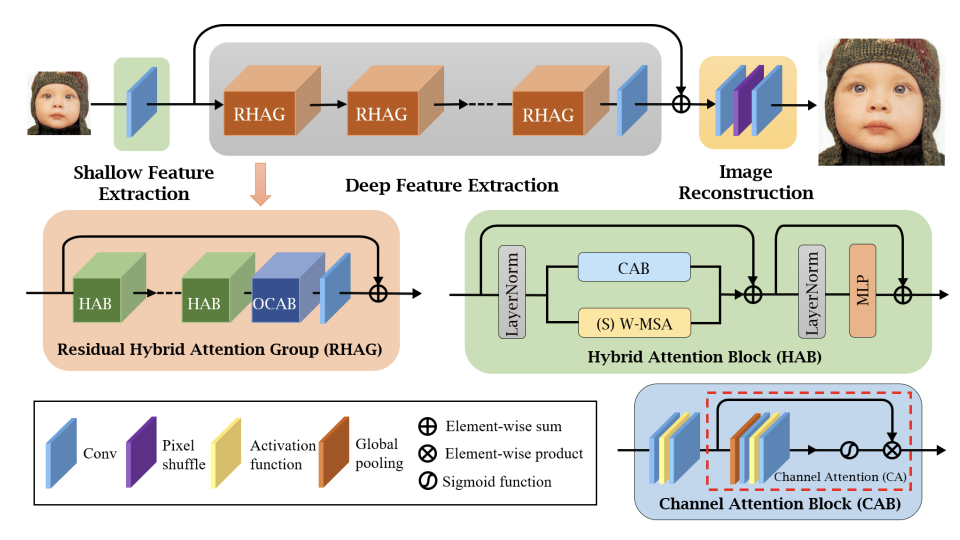 RHAG
RHAG
RHAG
Shallow Feature
Extraction
Deep Feature Extraction
Image
Reconstruction
HAB
HAB
OCAB
Residual Hybrid Attention Group (RHAG)
LayerNorm
CAB
(S) W-MSA
LayerNorm
MLP
Hybrid Attention Block (HAB)
Conv
Pixel
shuffle
Activation
function
Global
pooling
Element-wise sum
Element-wise product
Sigmoid function
Channel Attention (CA)
Channel Attention Block (CAB)